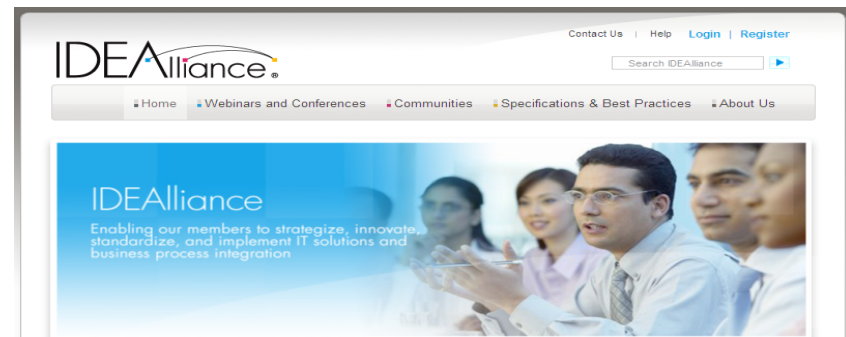 Contact Us | Help Login | Register
IDEAlliance®
Search IDEAlliance
Home Webinars and Conferences Communities Specifications & Best Practices About Us
IDEAlliance
Enabling our members to strategize, innovate,
standardize, and implement IT solutions and
business process integration